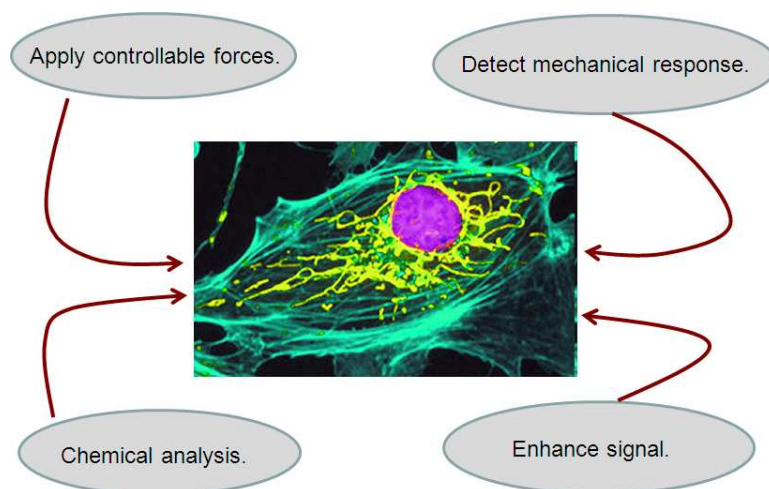 Apply controllable forces.
Detect mechanical response.
Chemical analysis.
Enhance signal.